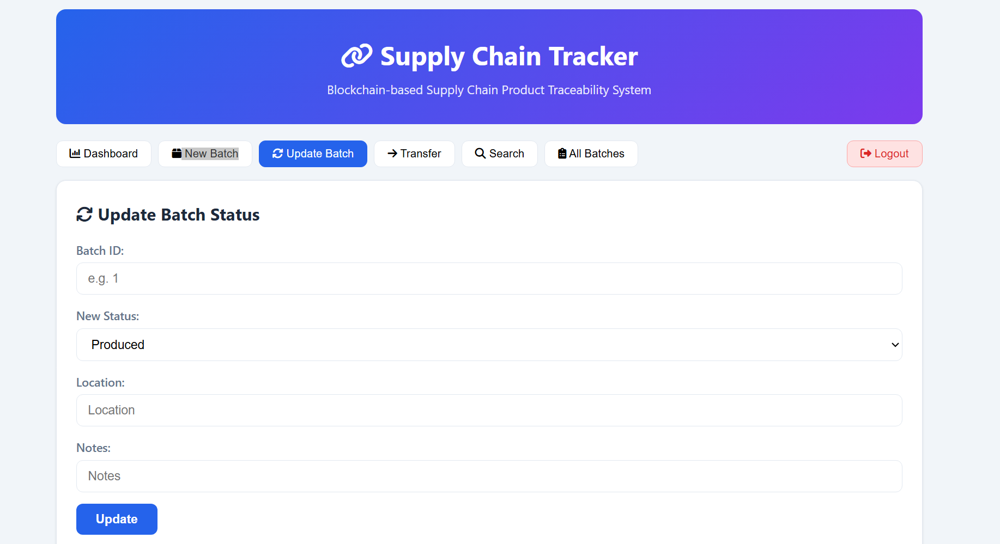 Supply Chain Tracker
Blockchain-based Supply Chain Product Traceability System
Dashboard
New Batch
Update Batch
Transfer
Search
All Batches
Logout
Update Batch Status
Batch ID:
e.g. 1
New Status:
Produced
Location:
Location
Notes:
Notes
Update